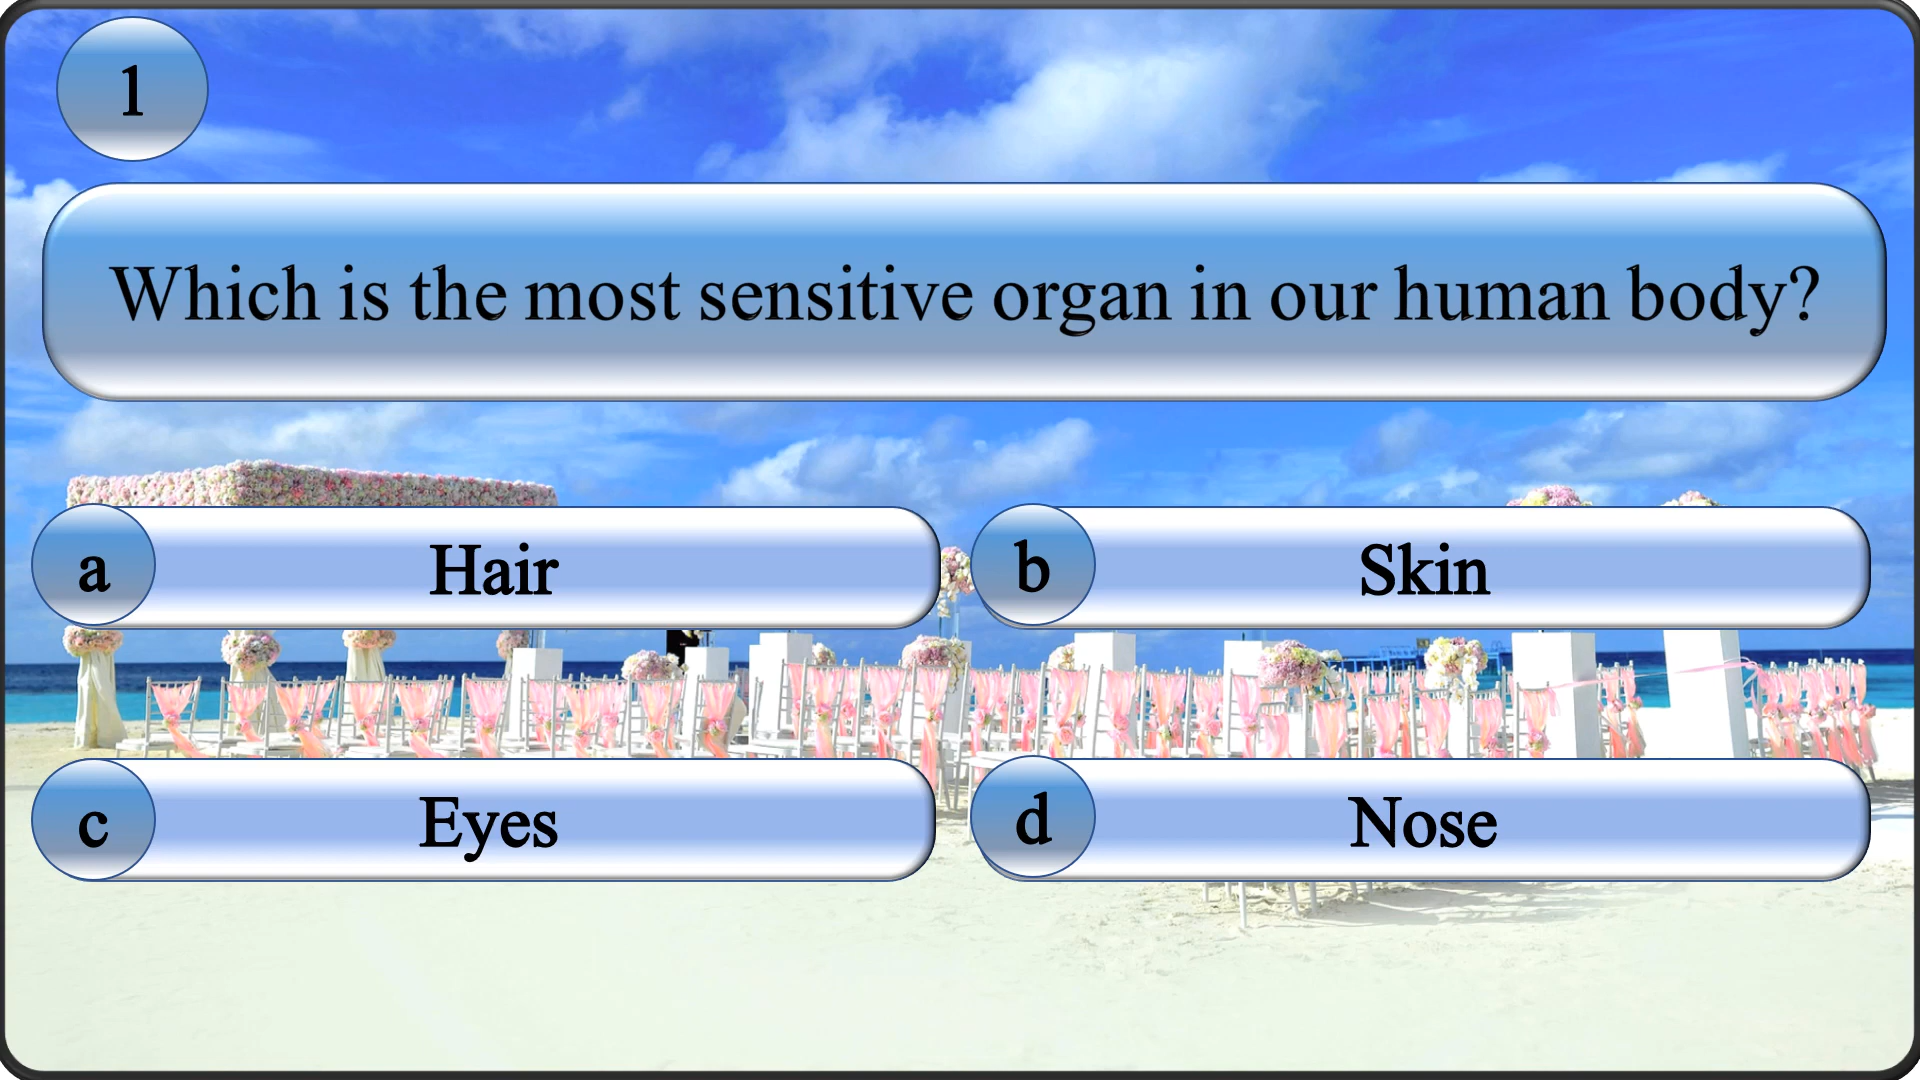 1
Which is the most sensitive organ in our human body?
a Hair
b Skin
c Eyes
d Nose